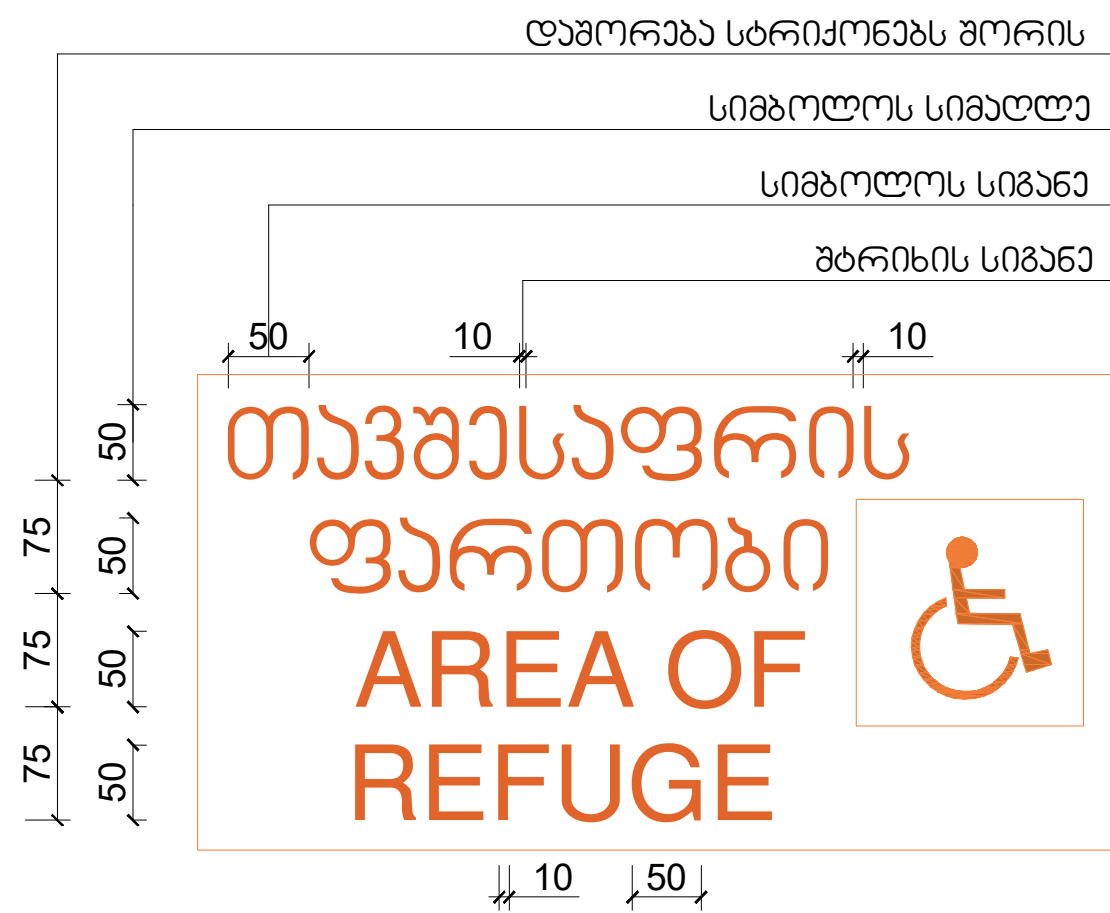 დაშორება სტრიქონებს შორის
სიმბოლოს სიმაღლე
სიმბოლოს სიგანე
შტრიხის სიგანე
50 10 10
50
თავშესაფრის
75
50
ფართობი
75
50
AREA OF
75
50
REFUGE
10 50